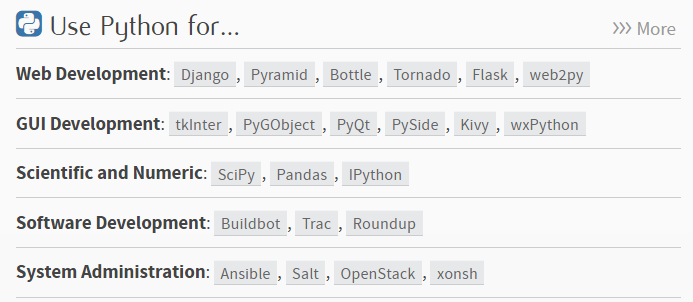 Use Python for…
>>> More
Web Development: Django, Pyramid, Bottle, Tornado, Flask, web2py
GUI Development: tkInter, PyGObject, PyQt, PySide, Kivy, wxPython
Scientific and Numeric: SciPy, Pandas, IPython
Software Development: Buildbot, Trac, Roundup
System Administration: Ansible, Salt, OpenStack, xonsh